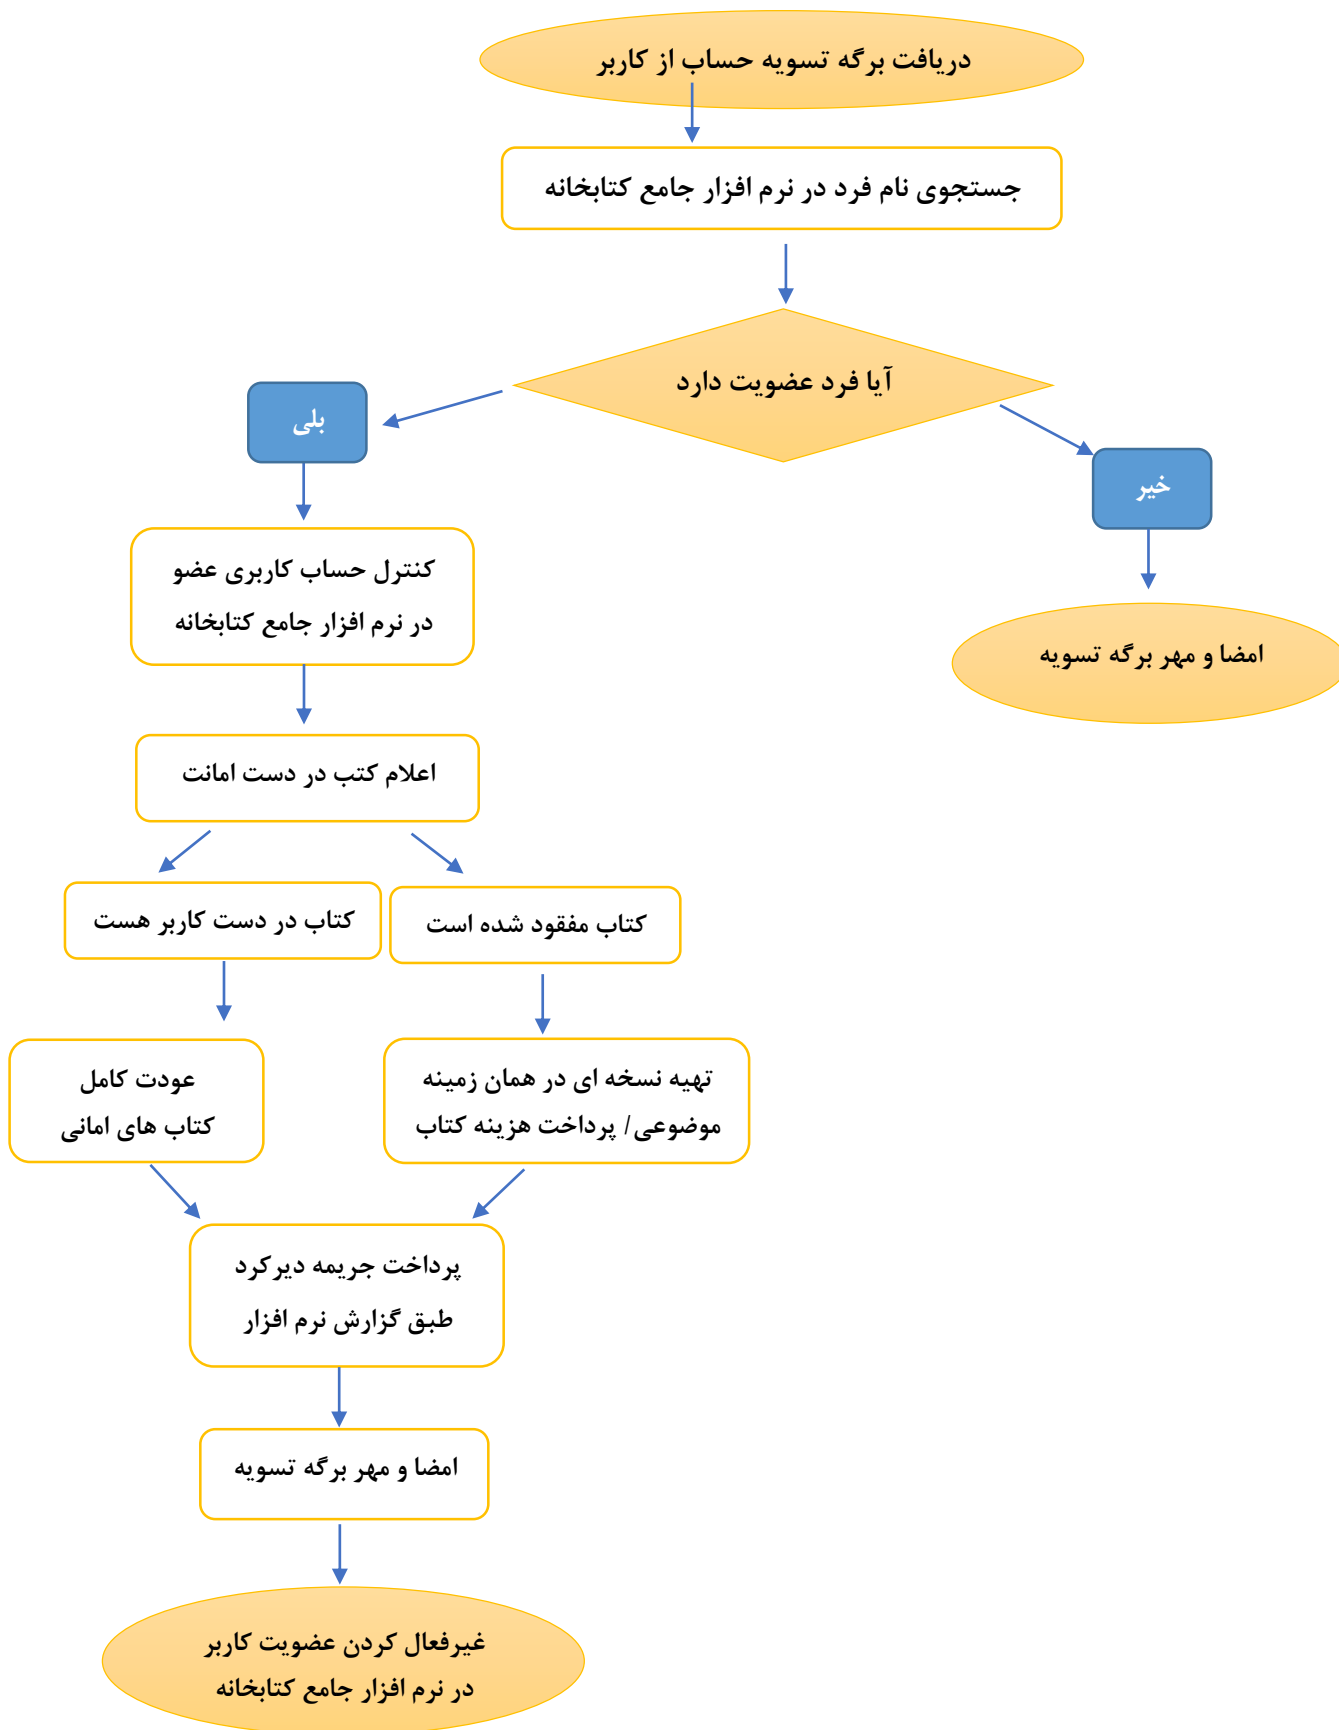 دریافت برگه تسویه حساب از کاربر
جستجوی نام فرد در نرم افزار جامع کتابخانه
آیا فرد عضویت دارد
بلی
خیر
کنترل حساب کاربری عضو
در نرم افزار جامع کتابخانه
امضا و مهر برگه تسویه
اعلام کتب در دست امانت
کتاب مفقود شده است
کتاب در دست کاربر هست
تهیه نسخه ای در همان زمینه
موضوعی/ پرداخت هزینه کتاب
عودت کامل
کتاب های امانی
پرداخت جریمه دیرکرد
طبق گزارش نرم افزار
امضا و مهر برگه تسویه
غیرفعال کردن عضویت کاربر
در نرم افزار جامع کتابخانه